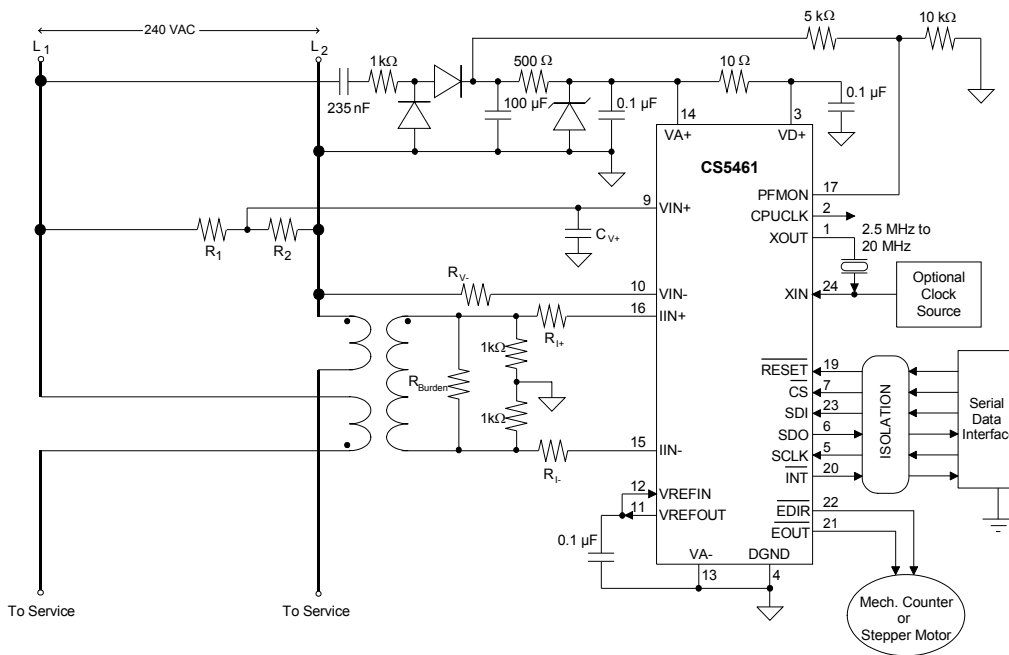 240 VAC
L1
L2
5 kΩ
10 kΩ
1kΩ
500 Ω
10 Ω
235 nF
100 µF
0.1 µF
0.1 µF
14
3
VA+
VD+
CS5461
17
PFMON
2
CPUCLK
1
XOUT
2.5 MHz to
20 MHz
9
VIN+
R1
R2
CV+
RV-
10
VIN-
24
XIN
Optional
Clock
Source
16
IIN+
RI+
1kΩ
RBurden
1kΩ
15
IIN-
RI-
RESET
19
CS
7
SDI
23
SDO
6
SCLK
5
INT
20
ISOLATION
Serial
Data
Interface
12
VREFIN
11
VREFOUT
0.1 µF
EDIR
22
EOUT
21
VA-
DGND
13
4
To Service
To Service
Mech. Counter
or
Stepper Motor